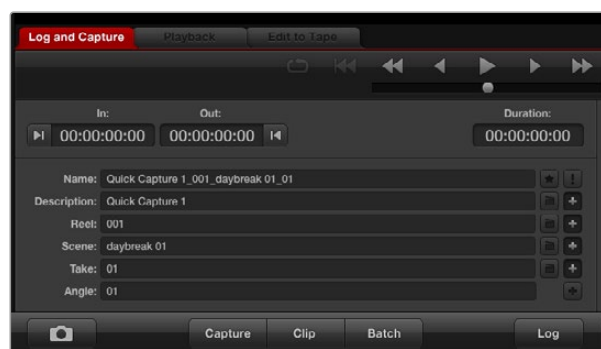 Log and Capture Playback Edit to Tape
In: Out: Duration:
00:00:00:00 00:00:00:00 00:00:00:00
Name: Quick Capture 1_001_daybreak 01_01
Description: Quick Capture 1
Reel: 001
Scene: daybreak 01
Take: 01
Angle: 01
Capture Clip Batch Log